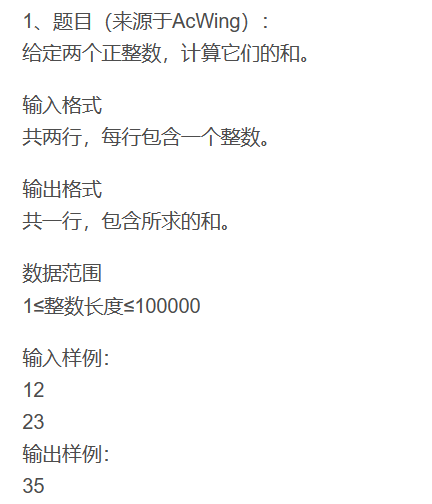 1、题目（来源于AcWing）：
给定两个正整数，计算它们的和。
输入格式
共两行，每行包含一个整数。
输出格式
共一行，包含所求的和。
数据范围
1≤整数长度≤100000
输入样例：
12
23
输出样例：
35